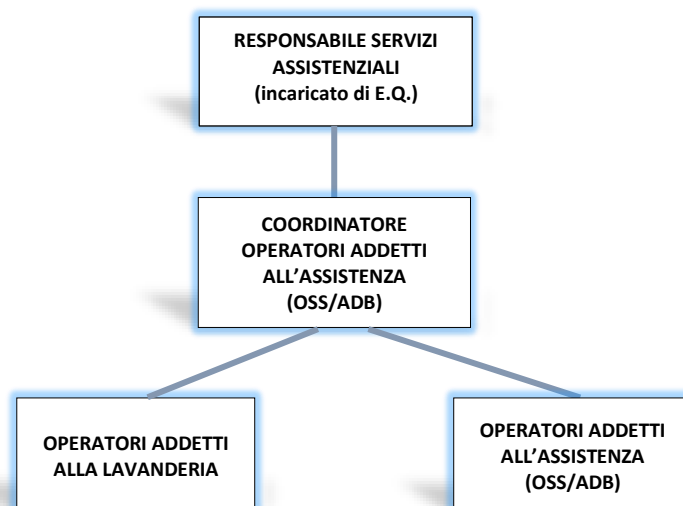 RESPONSABILE SERVIZI
ASSISTENZIALI
(incaricato di E.Q.)
COORDINATORE
OPERATORI ADDETTI
ALL’ASSISTENZA
(OSS/ADB)
OPERATORI ADDETTI
ALLA LAVANDERIA
OPERATORI ADDETTI
ALL’ASSISTENZA
(OSS/ADB)